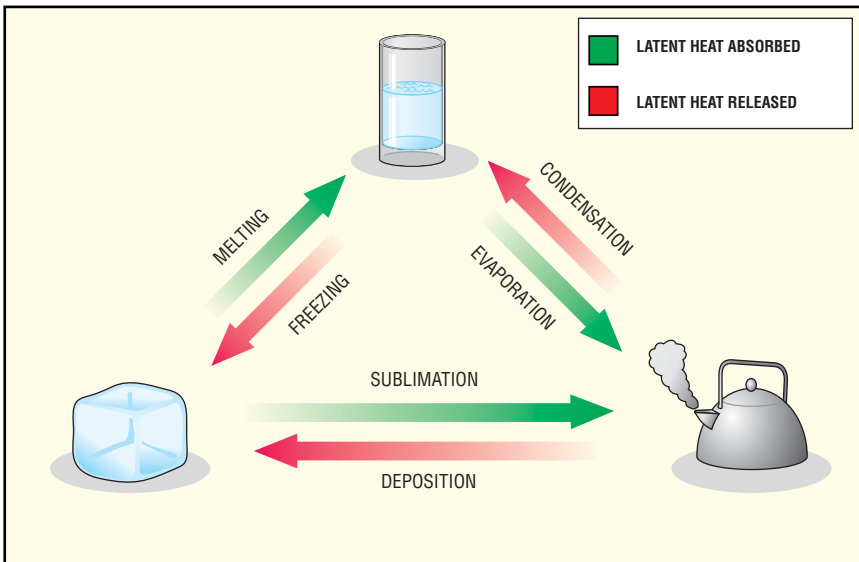 LATENT HEAT ABSORBED
LATENT HEAT RELEASED
MELTING
FREEZING
CONDENSATION
EVAPORATION
SUBLIMATION
DEPOSITION